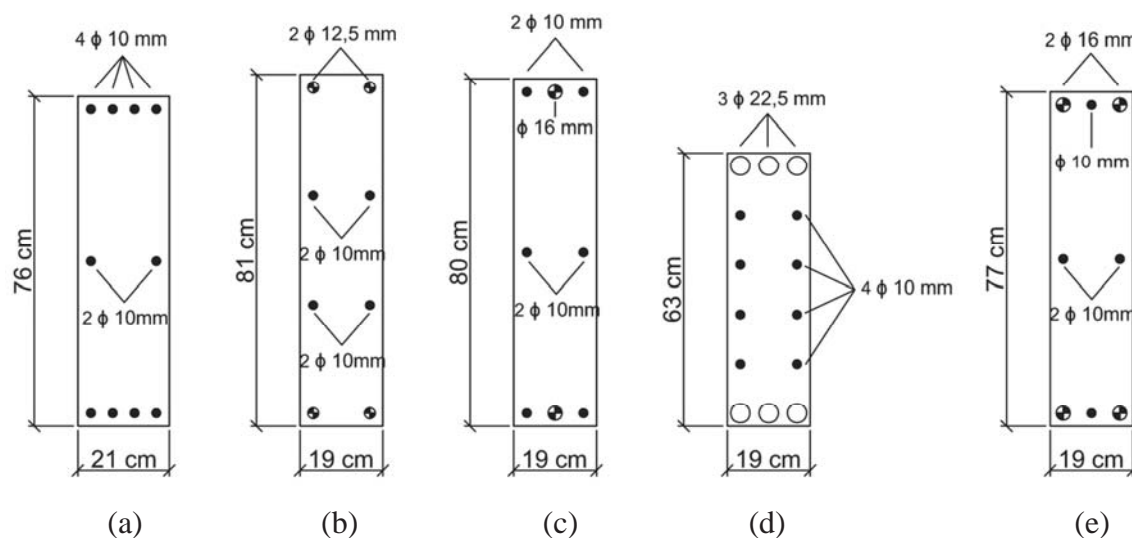 4 ϕ 10 mm
76 cm
2 ϕ 10mm
21 cm
(a)
2 ϕ 12,5 mm
81 cm
2 ϕ 10mm
2 ϕ 10mm
19 cm
(b)
2 ϕ 10 mm
ϕ 16 mm
80 cm
2 ϕ 10mm
19 cm
(c)
3 ϕ 22,5 mm
63 cm
4 ϕ 10 mm
19 cm
(d)
2 ϕ 16 mm
ϕ 10 mm
77 cm
2 ϕ 10mm
19 cm
(e)